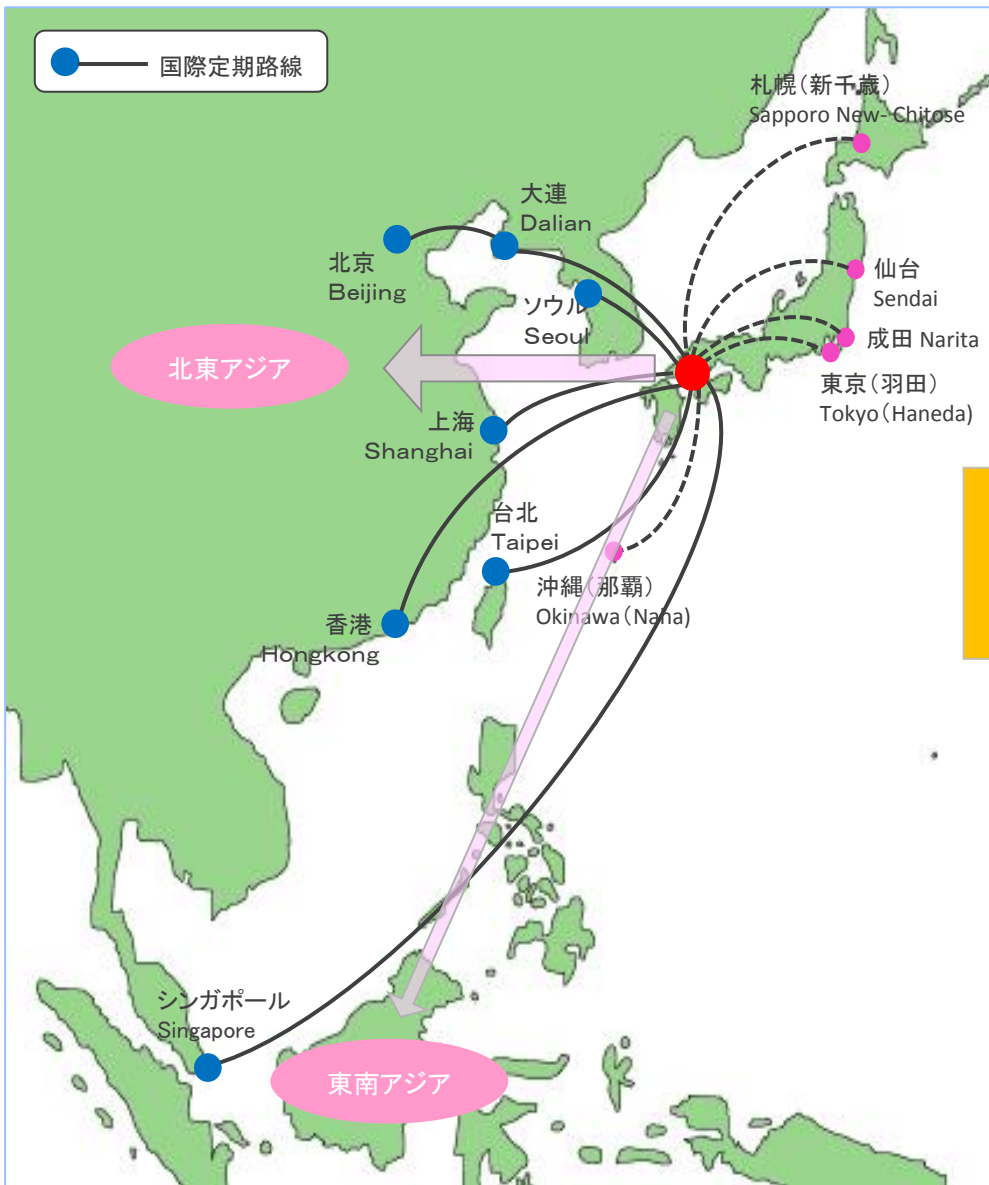 国際定期路線
札幌（新千歳）
Sapporo New- Chitose
大連
Dalian
北京
Beijing
仙台
Sendai
ソウル
Seoul
成田 Narita
北東アジア
東京（羽田）
Tokyo（Haneda）
上海
Shanghai
台北
Taipei
沖縄（那覇）
Okinawa（Naha)
香港
Hongkong
シンガポール
Singapore
東南アジア